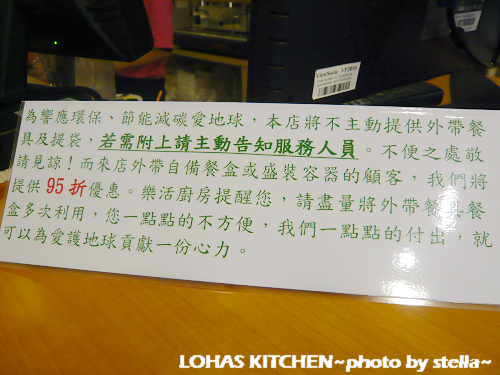 ViewSonic VP2016
為響應環保、節能減碳愛地球，本店將不主動提供外帶餐
具及提袋，若需附上請主動告知服務人員。不便之處敬
請見諒！而來店外帶自備餐盒或盛裝容器的顧客，我們將
提供 95 折優惠。樂活廚房提醒您，請盡量將外帶餐具餐
盒多次利用，您一點點的不方便，我們一點點的付出，就
可以為愛護地球貢獻一份心力。
LOHAS KITCHEN~photo by stella~